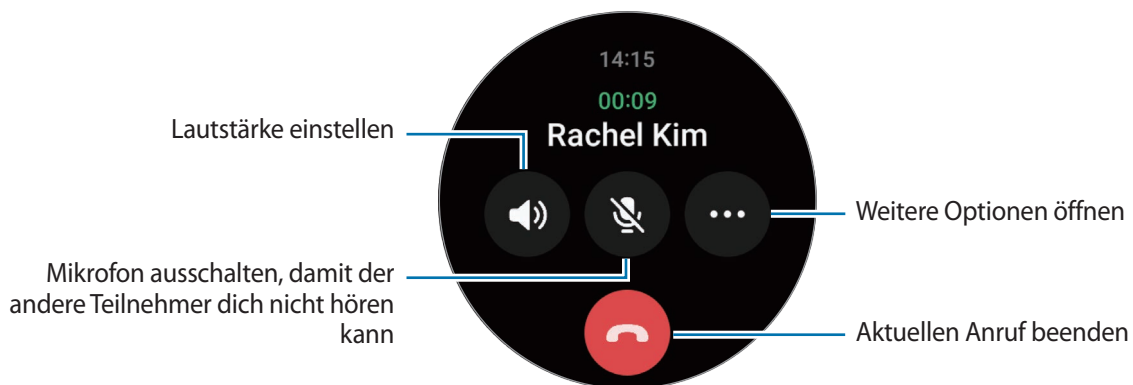 14:15
00:09
Rachel Kim
Lautstärke einstellen
Weitere Optionen öffnen
Mikrofon ausschalten, damit der
andere Teilnehmer dich nicht hören
kann
Aktuellen Anruf beenden